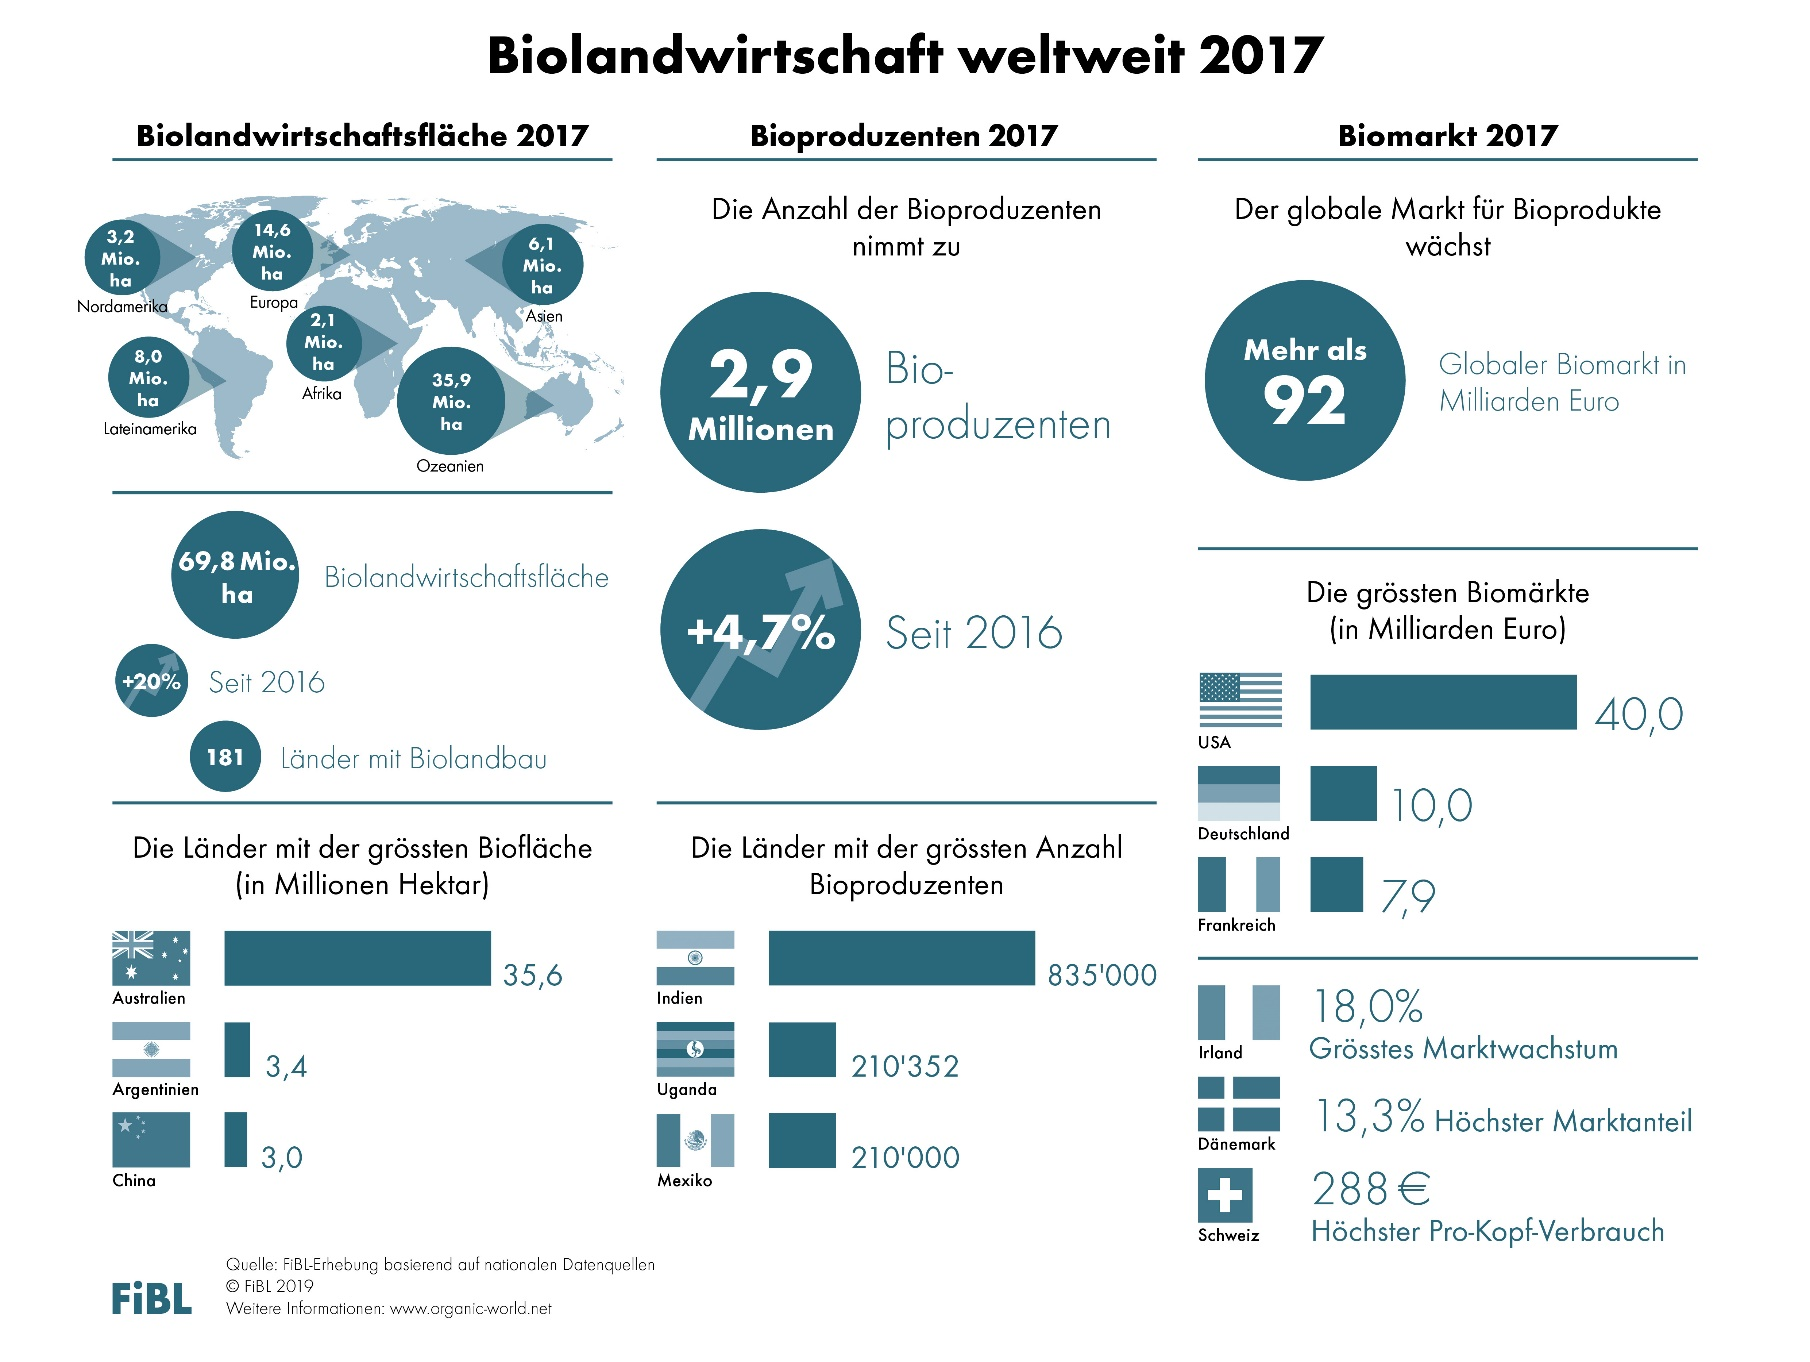 Biolandwirtschaft weltweit 2017
Biolandwirtschaftsfläche 2017
3,2
Mio.
ha
Nordamerika
14,6
Mio.
ha
Europa
6,1
Mio.
ha
Asien
2,1
Mio.
ha
Afrika
8,0
Mio.
ha
Lateinamerika
35,9
Mio.
ha
Ozeanien
69,8 Mio.
ha
Biolandwirtschaftsfläche
+20%
Seit 2016
181
Länder mit Biolandbau
Die Länder mit der grössten Biofläche
(in Millionen Hektar)
Australien
35,6
Argentinien
3,4
China
3,0
Bioproduzenten 2017
Die Anzahl der Bioproduzenten
nimmt zu
2,9
Millionen
Bio-
produzenten
+4,7%
Seit 2016
Die Länder mit der grössten Anzahl
Bioproduzenten
Indien
835'000
Uganda
210'352
Mexiko
210'000
Biomarkt 2017
Der globale Markt für Bioprodukte
wächst
Mehr als
92
Globaler Biomarkt in
Milliarden Euro
Die grössten Biomärkte
(in Milliarden Euro)
USA
40,0
Deutschland
10,0
Frankreich
7,9
Irland
18,0%
Grösstes Marktwachstum
Dänemark
13,3% Höchster Marktanteil
Schweiz
288 €
Höchster Pro-Kopf-Verbrauch
FiBL
Quelle: FiBL-Erhebung basierend auf nationalen Datenquellen
© FiBL 2019
Weitere Informationen: www.organic-world.net